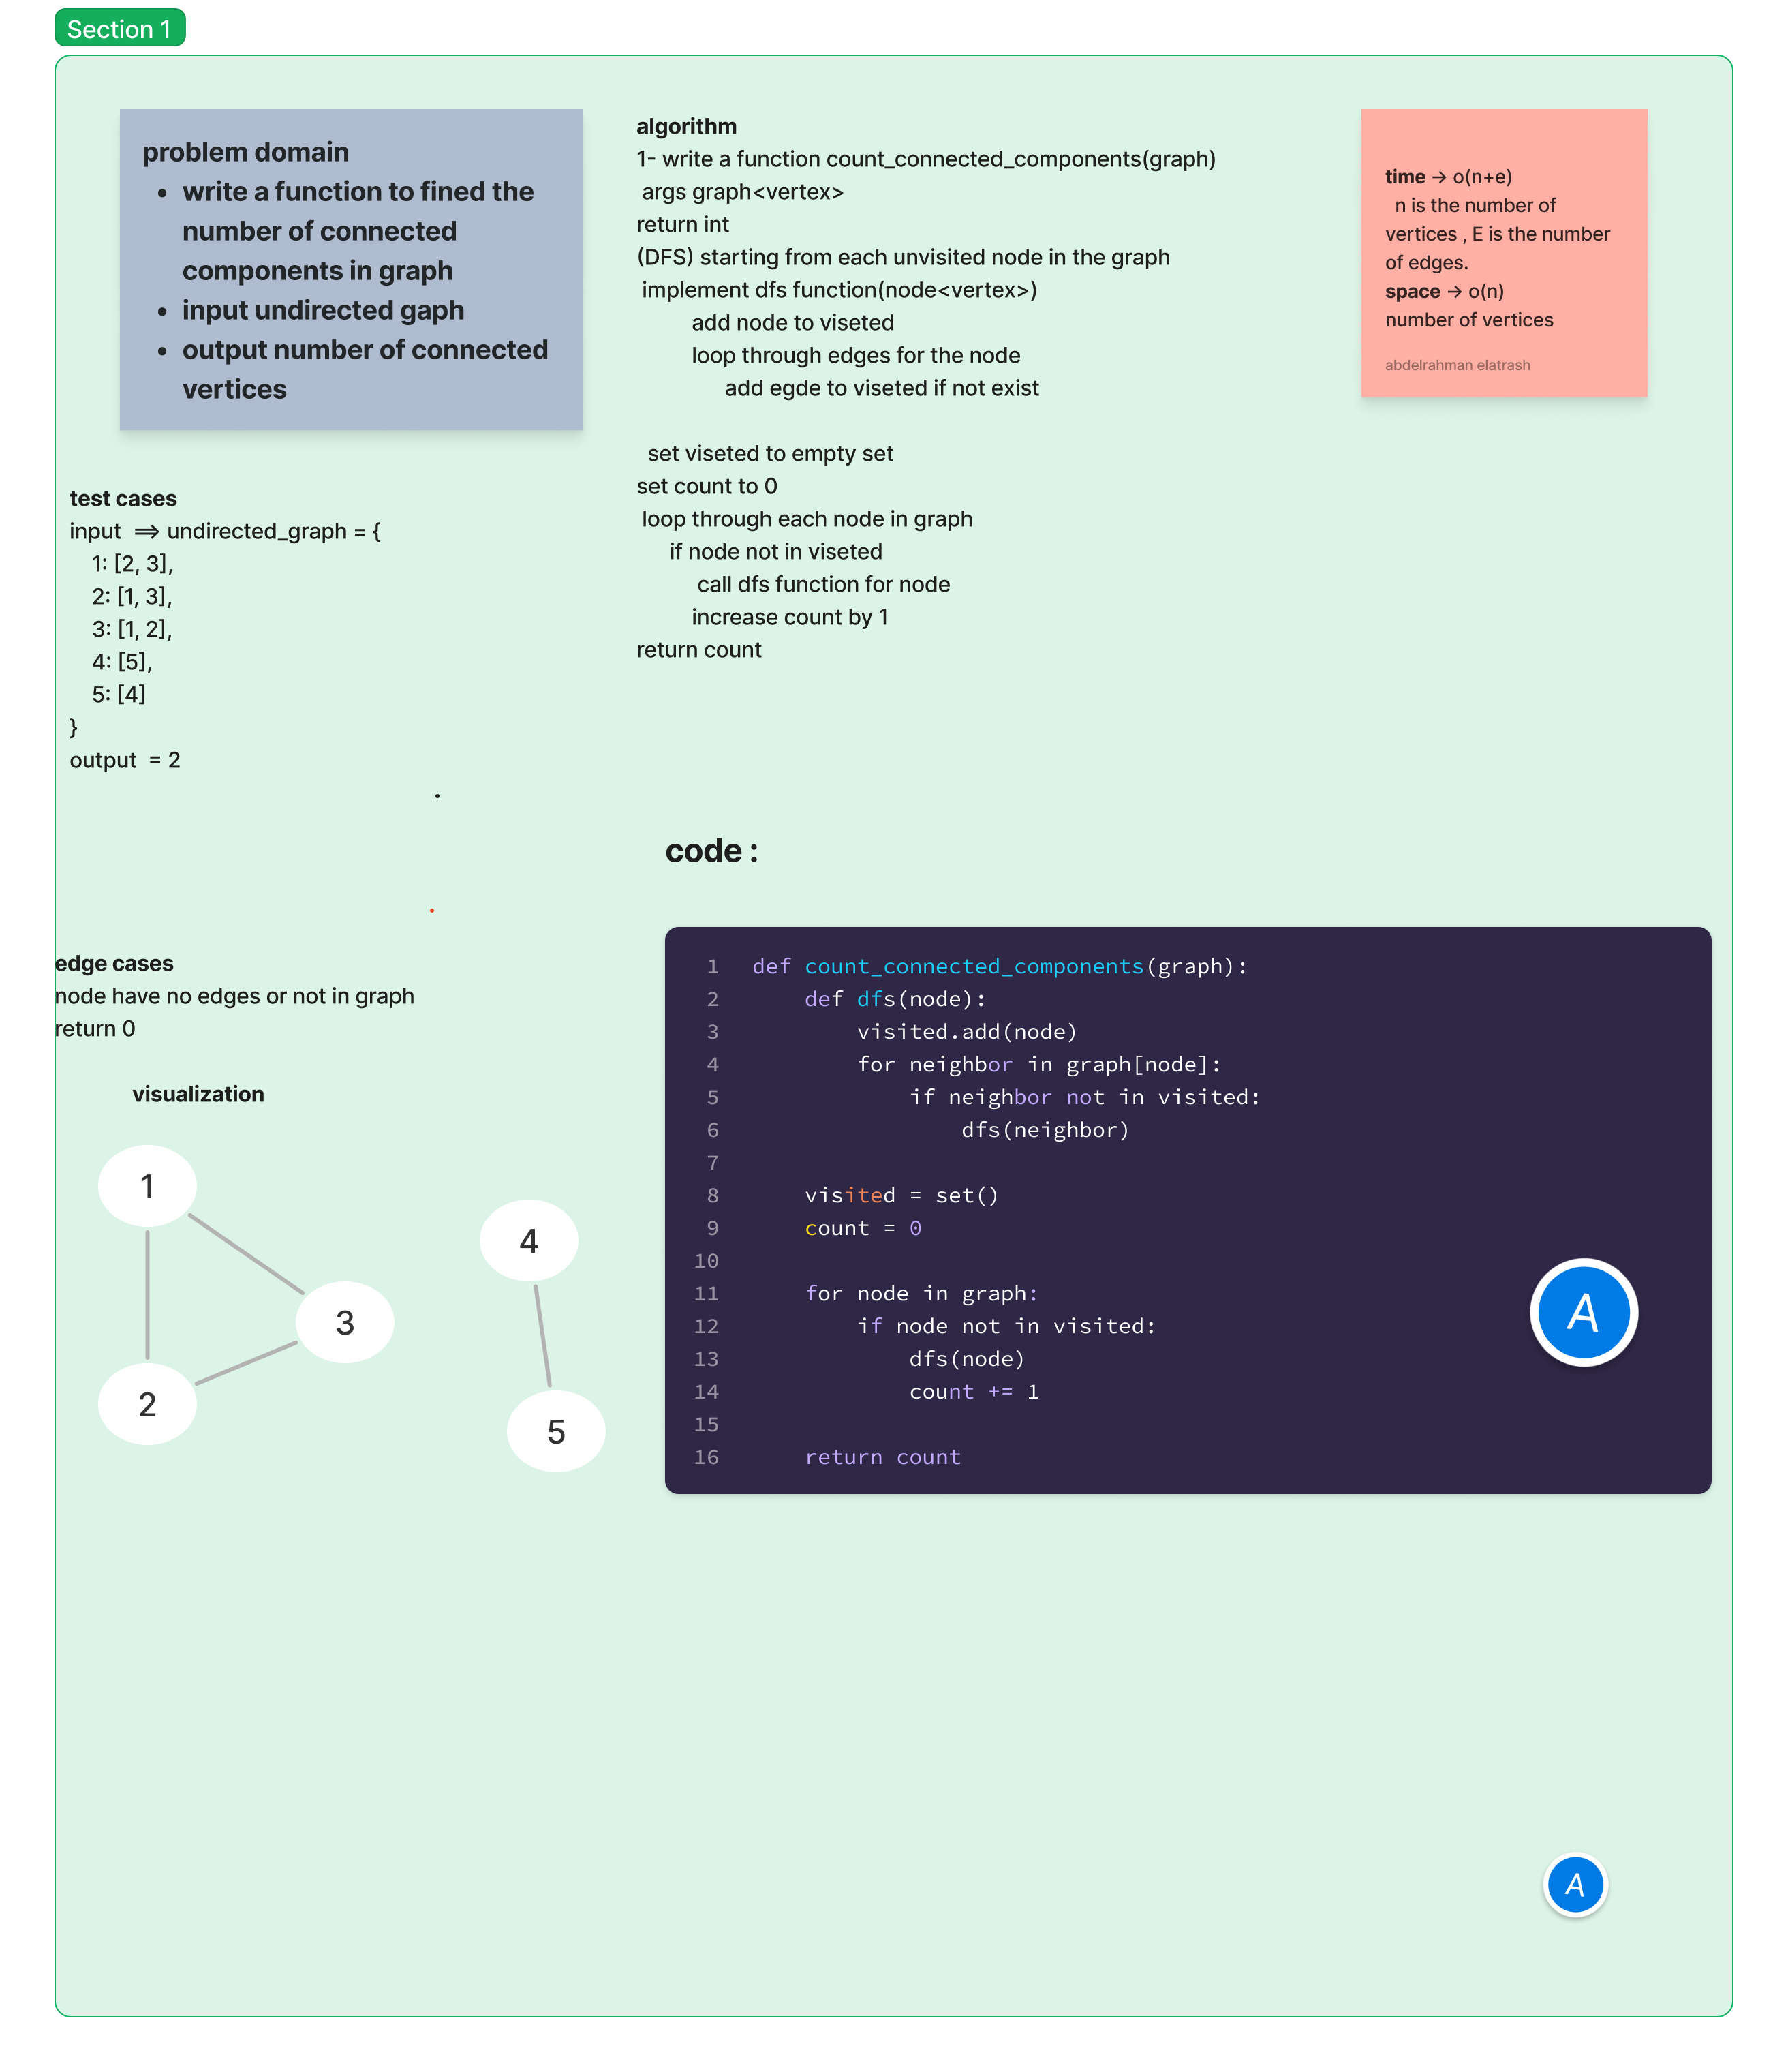 Section 1
problem domain
• write a function to fined the
number of connected
components in graph
• input undirected gaph
• output number of connected
vertices
algorithm
1- write a function count_connected_components(graph)
args graph<vertex>
return int
(DFS) starting from each unvisited node in the graph
implement dfs function(node<vertex>)
add node to viseted
loop through edges for the node
add egde to viseted if not exist
set viseted to empty set
set count to 0
loop through each node in graph
if node not in viseted
call dfs function for node
increase count by 1
return count
time → o(n+e)
n is the number of
vertices , E is the number
of edges.
space → o(n)
number of vertices
abdelrahman elatrash
test cases
input ⟹ undirected_graph = {
1: [2, 3],
2: [1, 3],
3: [1, 2],
4: [5],
5: [4]
}
output = 2
edge cases
node have no edges or not in graph
return 0
visualization
1
2
3
4
5
code :
1 def count_connected_components(graph):
2     def dfs(node):
3         visited.add(node)
4         for neighbor in graph[node]:
5             if neighbor not in visited:
6                 dfs(neighbor)
7
8     visited = set()
9     count = 0
10
11     for node in graph:
12         if node not in visited:
13             dfs(node)
14             count += 1
15
16     return count
A
A